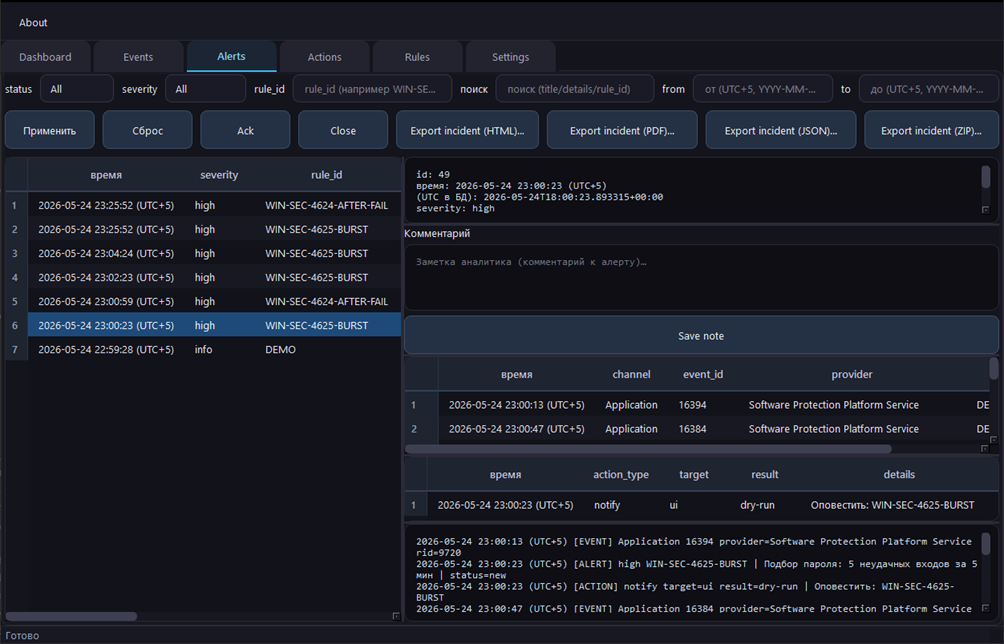 About
Dashboard Events Alerts Actions Rules Settings
status All severity All rule_id rule_id (например WIN-SE... поиск поиск (title/details/rule_id) from от (UTC+5, YYYY-MM-... to до (UTC+5, YYYY-MM-...
Применить Сброс Ack Close Export incident (HTML)... Export incident (PDF)... Export incident (JSON)... Export incident (ZIP)...
время severity rule_id
1 2026-05-24 23:25:52 (UTC+5) high WIN-SEC-4624-AFTER-FAIL
2 2026-05-24 23:25:52 (UTC+5) high WIN-SEC-4625-BURST
3 2026-05-24 23:04:24 (UTC+5) high WIN-SEC-4625-BURST
4 2026-05-24 23:02:23 (UTC+5) high WIN-SEC-4625-BURST
5 2026-05-24 23:00:59 (UTC+5) high WIN-SEC-4624-AFTER-FAIL
6 2026-05-24 23:00:23 (UTC+5) high WIN-SEC-4625-BURST
7 2026-05-24 22:59:28 (UTC+5) info DEMO
id: 49
время: 2026-05-24 23:00:23 (UTC+5)
(UTC в БД): 2026-05-24T18:00:23.893315+00:00
severity: high
Комментарий
Заметка аналитика (комментарий к алерту)…
Save note
время channel event_id provider
1 2026-05-24 23:00:13 (UTC+5) Application 16394 Software Protection Platform Service DE
2 2026-05-24 23:00:47 (UTC+5) Application 16384 Software Protection Platform Service DE
время action_type target result details
1 2026-05-24 23:00:23 (UTC+5) notify ui dry-run Оповестить: WIN-SEC-4625-BURST
2026-05-24 23:00:13 (UTC+5) [EVENT] Application 16394 provider=Software Protection Platform Service
rid=9720
2026-05-24 23:00:23 (UTC+5) [ALERT] high WIN-SEC-4625-BURST | Подбор пароля: 5 неудачных входов за 5
мин | status=new
2026-05-24 23:00:23 (UTC+5) [ACTION] notify target=ui result=dry-run | Оповестить: WIN-SEC-4625-
BURST
2026-05-24 23:00:47 (UTC+5) [EVENT] Application 16384 provider=Software Protection Platform Service
Готово